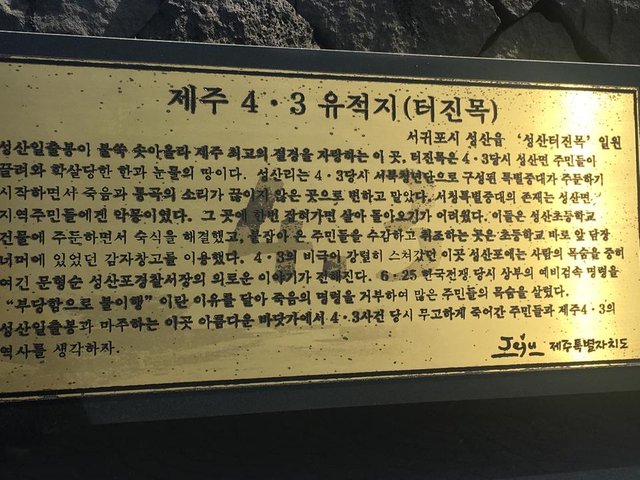 제주 4·3 유적지(터진목)
서귀포시 성산읍 '성산터진목' 일원
성산일출봉이 불쑥 솟아올라 제주 최고의 절경을 자랑하는 이 곳, 터진목은 4·3당시 성산면 주민들이
끌려와 학살당한 한과 눈물의 땅이다. 성산리는 4·3당시 서북청년단으로 구성된 특별중대가 주둔하기
시작하면서 죽음과 통곡의 소리가 끊이지 않은 곳으로 변하고 말았다. 서청특별중대의 존재는 성산면
지역주민들에겐 악몽이었다. 그 곳에 한번 잡혀가면 살아 돌아오기가 어려웠다. 이들은 성산초등학교
건물에 주둔하면서 숙식을 해결했고, 붙잡아 온 주민들을 수감하고 취조하는 곳은 초등학교 바로 앞 담장
너머에 있었던 감자창고를 이용했다. 4·3의 비극이 강렬히 스쳐갔던 이곳 성산포에는 사람의 목숨을 중히
여긴 문형순 성산포경찰서장의 의로운 이야기가 전해진다. 6·25 한국전쟁 당시 상부의 예비검속 명령을
"부당함으로 불이행" 이란 이유를 달아 죽음의 명령을 거부하여 많은 주민들의 목숨을 살렸다.
성산일출봉과 마주하는 이곳 아름다운 바닷가에서 4·3사건 당시 무고하게 죽어간 주민들과 제주4·3의
역사를 생각하자.
Jeju 제주특별자치도